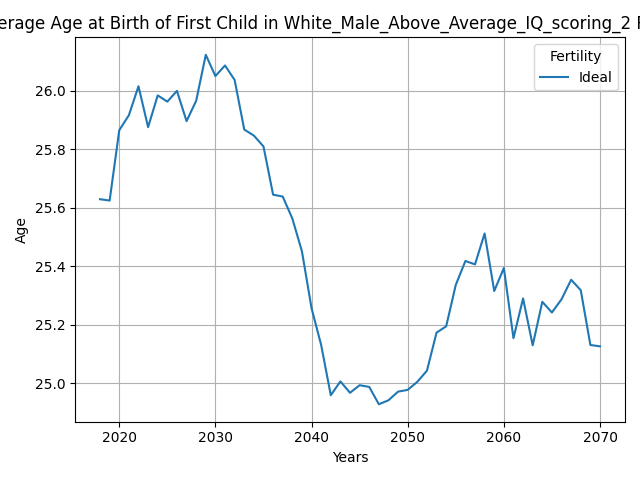 Average Age at Birth of First Child in White_Male_Above_Average_IQ_scoring_2
Fertility
Ideal
26.0
25.8
25.6
25.4
25.2
25.0
Age
2020 2030 2040 2050 2060 2070
Years